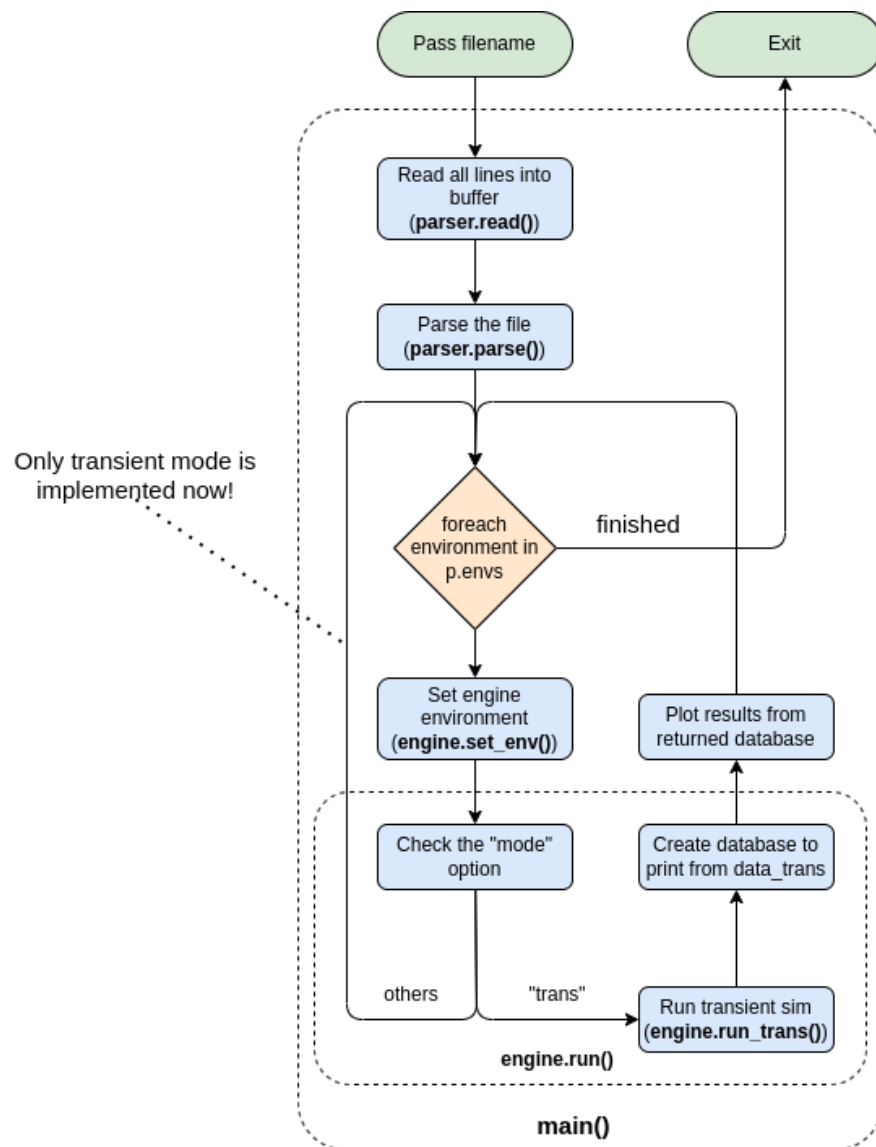 Pass filename
Exit
Read all lines into
buffer
(parser.read())
Parse the file
(parser.parse())
Only transient mode is
implemented now!
foreach
environment in
p.envs
finished
Set engine
environment
(engine.set_env())
Plot results from
returned database
Check the "mode"
option
Create database to
print from data_trans
others
"trans"
Run transient sim
(engine.run_trans())
engine.run()
main()